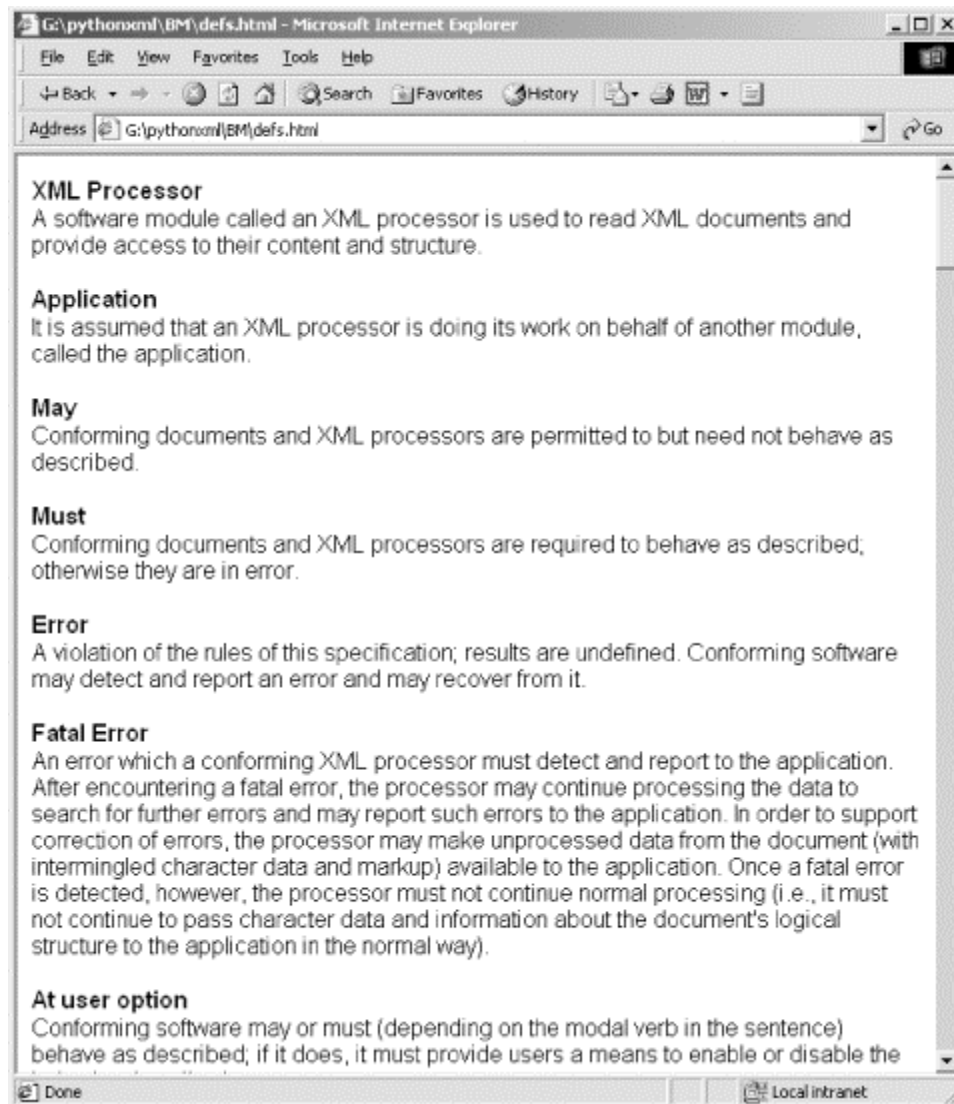 G:\pythonxml\BM\defs.html - Microsoft Internet Explorer
File Edit View Favorites Tools Help
Back Search Favorites History
Address G:\pythonxml\BM\defs.html Go
XML Processor
A software module called an XML processor is used to read XML documents and
provide access to their content and structure.
Application
It is assumed that an XML processor is doing its work on behalf of another module,
called the application.
May
Conforming documents and XML processors are permitted to but need not behave as
described.
Must
Conforming documents and XML processors are required to behave as described;
otherwise they are in error.
Error
A violation of the rules of this specification; results are undefined. Conforming software
may detect and report an error and may recover from it.
Fatal Error
An error which a conforming XML processor must detect and report to the application.
After encountering a fatal error, the processor may continue processing the data to
search for further errors and may report such errors to the application. In order to support
correction of errors, the processor may make unprocessed data from the document (with
intermingled character data and markup) available to the application. Once a fatal error
is detected, however, the processor must not continue normal processing (i.e., it must
not continue to pass character data and information about the document's logical
structure to the application in the normal way).
At user option
Conforming software may or must (depending on the modal verb in the sentence)
behave as described; if it does, it must provide users a means to enable or disable the
Done Local intranet